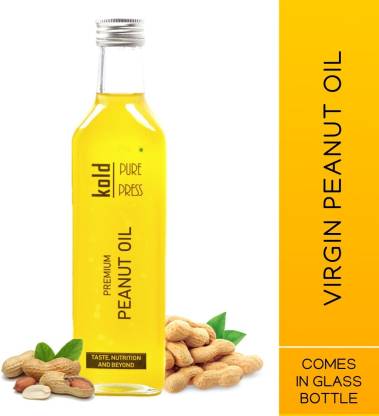 kold
PURE
PRESS
PREMIUM
PEANUT OIL
TASTE, NUTRITION
AND BEYOND
VIRGIN PEANUT OIL
COMES
IN GLASS
BOTTLE